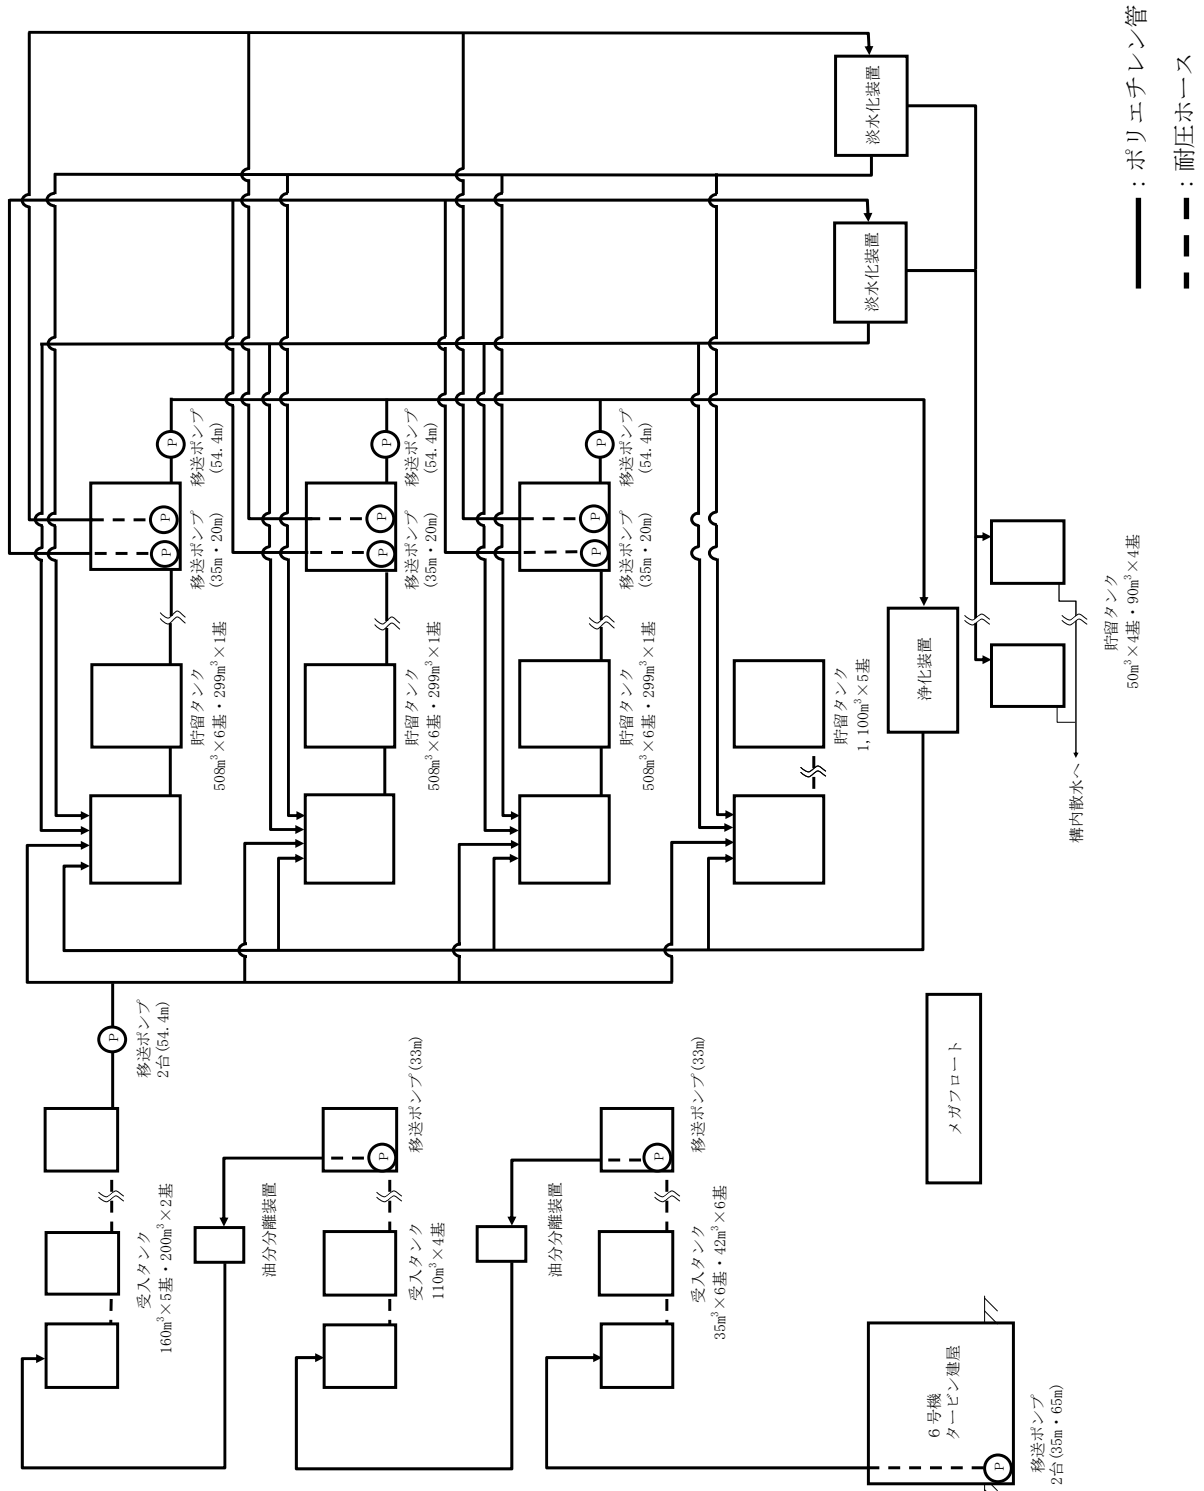 淡水化装置
淡水化装置
：ポリエチレン管
：耐圧ホース
P
P
P
移送ポンプ
(35m・20m)
移送ポンプ
(54.4m)
P
P
P
移送ポンプ
(35m・20m)
移送ポンプ
(54.4m)
P
P
P
移送ポンプ
(35m・20m)
移送ポンプ
(54.4m)
貯留タンク
508m³×6基・299m³×1基
貯留タンク
508m³×6基・299m³×1基
貯留タンク
508m³×6基・299m³×1基
貯留タンク
1,100m³×5基
浄化装置
貯留タンク
50m³×4基・90m³×4基
構内散水へ
P
移送ポンプ
2台(54.4m)
受入タンク
160m³×5基・200m³×2基
油分分離装置
P
移送ポンプ(33m)
受入タンク
110m³×4基
油分分離装置
P
移送ポンプ(33m)
受入タンク
35m³×6基・42m³×6基
メガフロート
6号機
タービン建屋
P
移送ポンプ
2台(35m・65m)